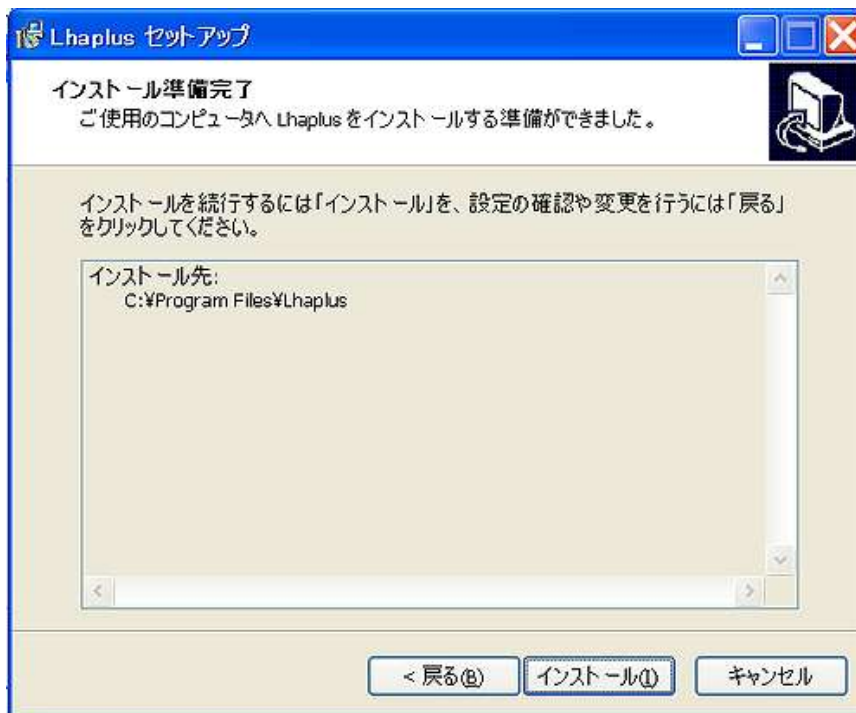 Lhaplus セットアップ
インストール準備完了
ご使用のコンピュータへ Lhaplus をインストールする準備ができました。
インストールを続行するには「インストール」を、設定の確認や変更を行うには「戻る」
をクリックしてください。
インストール先:
C:¥Program Files¥Lhaplus
< 戻る(B)
インストール(I)
キャンセル